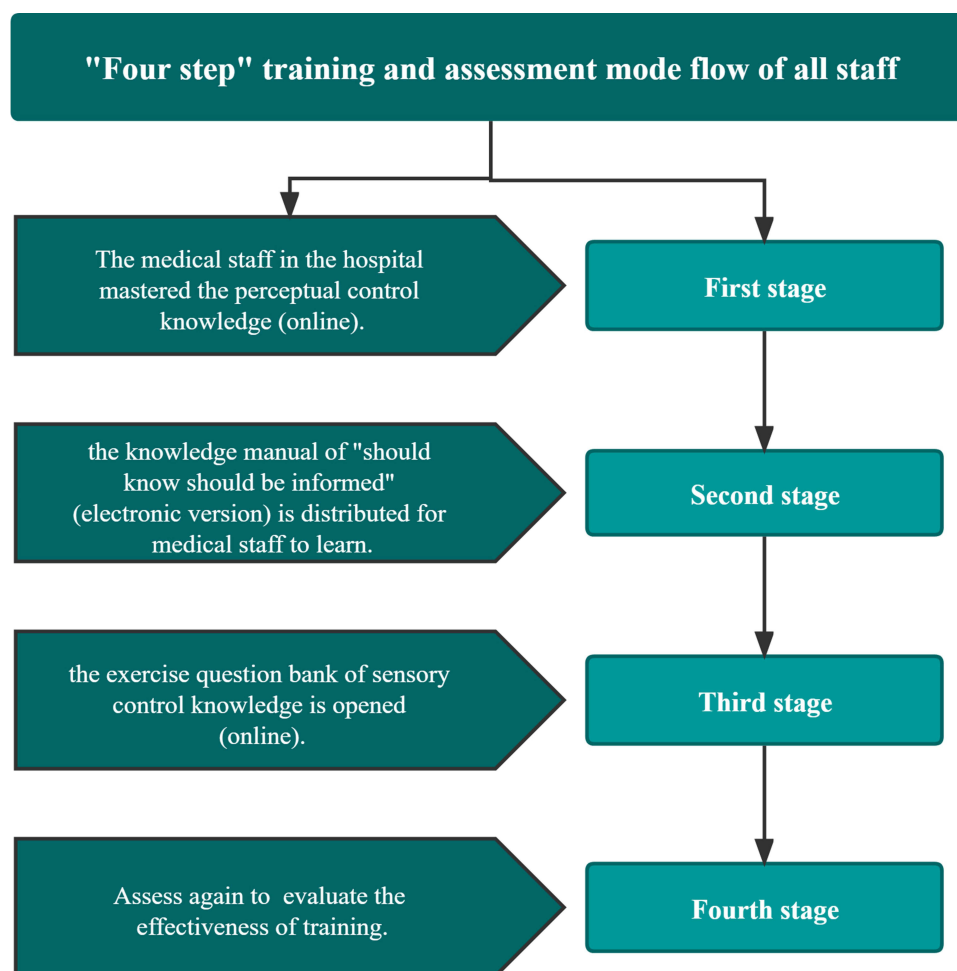 "Four step" training and assessment mode flow of all staff
The medical staff in the hospital
mastered the perceptual control
knowledge (online).
First stage
the knowledge manual of "should
know should be informed"
(electronic version) is distributed for
medical staff to learn.
Second stage
the exercise question bank of sensory
control knowledge is opened
(online).
Third stage
Assess again to evaluate the
effectiveness of training.
Fourth stage